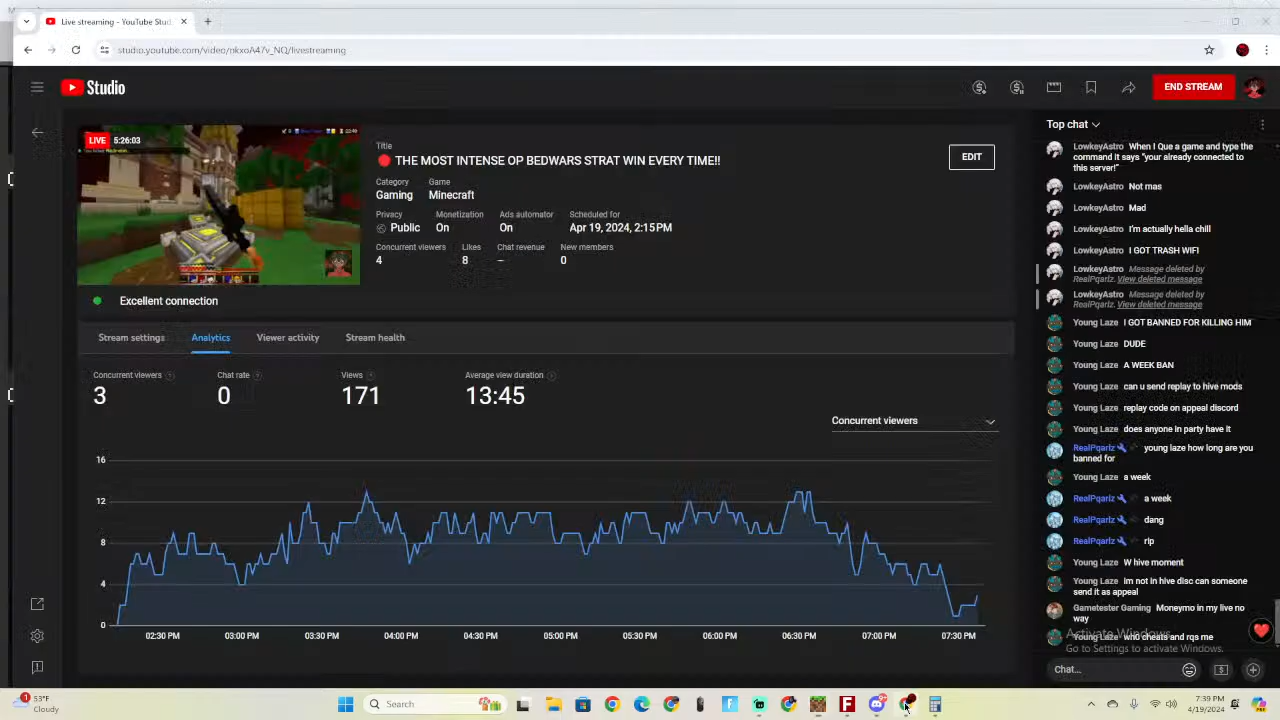 Live streaming - YouTube Stud
studio.youtube.com/video/okxoA47v_NQ/livestreaming
Studio
END STREAM
LIVE 5:26:03
Title
THE MOST INTENSE OP BEDWARS STRAT WIN EVERY TIME!!
EDIT
Category Game
Gaming Minecraft
Privacy Monetization Ads automator Scheduled for
Public On On Apr 19, 2024, 2:15 PM
Concurrent viewers Likes Chat revenue New members
4 8 — 0
Excellent connection
Stream settings Analytics Viewer activity Stream health
Concurrent viewers Chat rate Views Average view duration
3 0 171 13:45
Concurrent viewers
16
12
8
4
0
02:30 PM 03:00 PM 03:30 PM 04:00 PM 04:30 PM 05:00 PM 05:30 PM 06:00 PM 06:30 PM 07:00 PM 07:30 PM
Top chat
LowkeyAstro When I Que a game and type the
command it says "your already connected to
this server!"
LowkeyAstro Not mas
LowkeyAstro Mad
LowkeyAstro I'm actually hella chill
LowkeyAstro I GOT TRASH WIFI
LowkeyAstro Message deleted by
RealPqarlz. View deleted message
LowkeyAstro Message deleted by
RealPqarlz. View deleted message
Young Laze I GOT BANNED FOR KILLING HIM
Young Laze DUDE
Young Laze A WEEK BAN
Young Laze can u send replay to hive mods
Young Laze replay code on appeal discord
Young Laze does anyone in party have it
RealPqarlz young laze how long are you
banned for
Young Laze a week
RealPqarlz a week
RealPqarlz dang
RealPqarlz rip
Young Laze W hive moment
Young Laze im not in hive disc can someone
send it as appeal
Gametester Gaming Moneymo in my live no
way
Young Laze who cheats and rqs me
Activate Windows
Go to Settings to activate Windows.
Chat...
1
53°F
Cloudy
Search
7:39 PM
4/19/2024